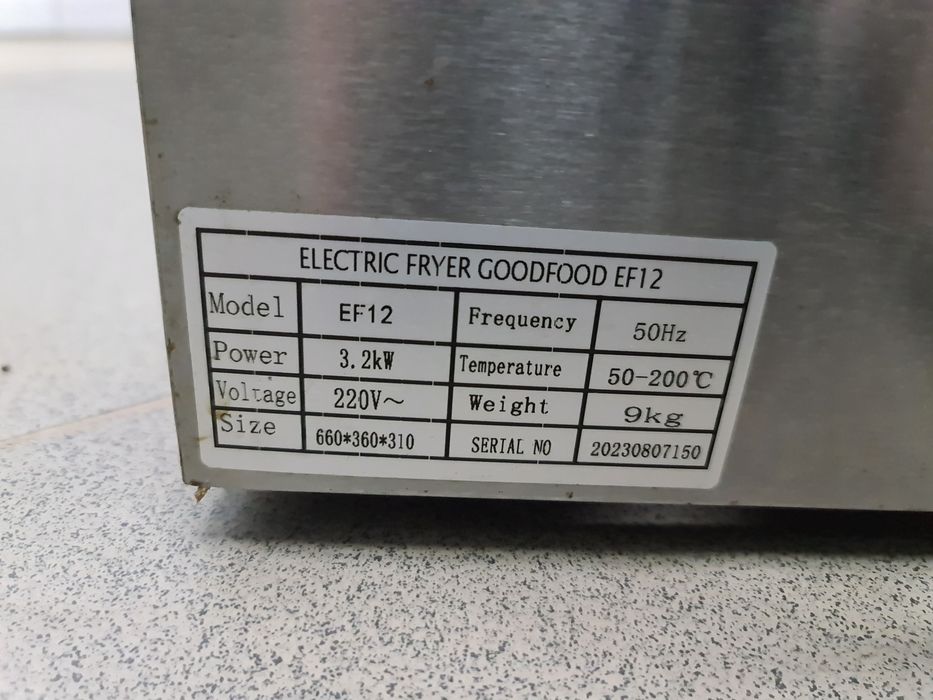 ELECTRIC FRYER GOODFOOD EF12
Model EF12 Frequency 50Hz
Power 3.2kW Temperature 50-200℃
Voltage 220V～ Weight 9kg
Size 660*360*310 SERIAL NO 20230807150